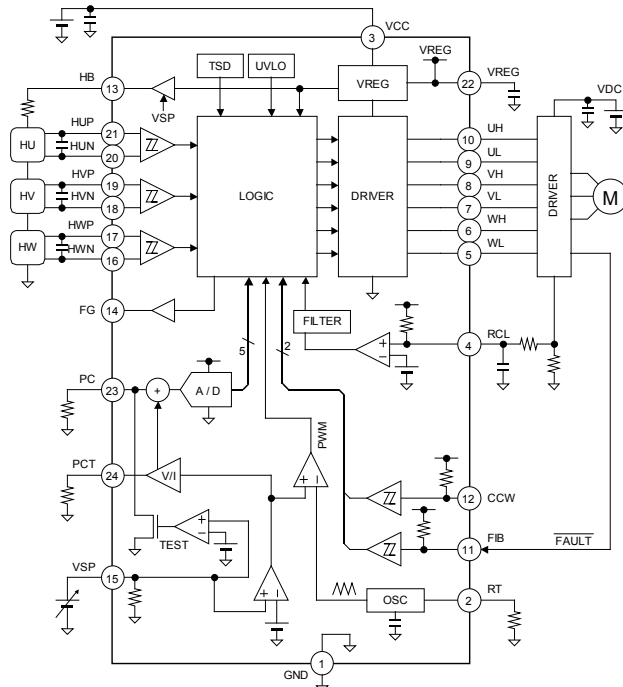 VCC
3
VREG
VDC
HB
13
TSD
UVLO
VREG
22
VREG
VSP
HUP
21
HU
HUN
20
10
UH
9
UL
HVP
19
HV
HVN
18
LOGIC
DRIVER
8
VH
DRIVER
M
7
VL
HWP
17
HW
HWN
16
6
WH
5
WL
FG
14
FILTER
5
2
+
−
4
RCL
PC
23
+
A / D
PWM
PCT
24
V/I
+
−
12
CCW
TEST
+
−
11
FIB
FAULT
VSP
15
+
−
OSC
2
RT
GND
1